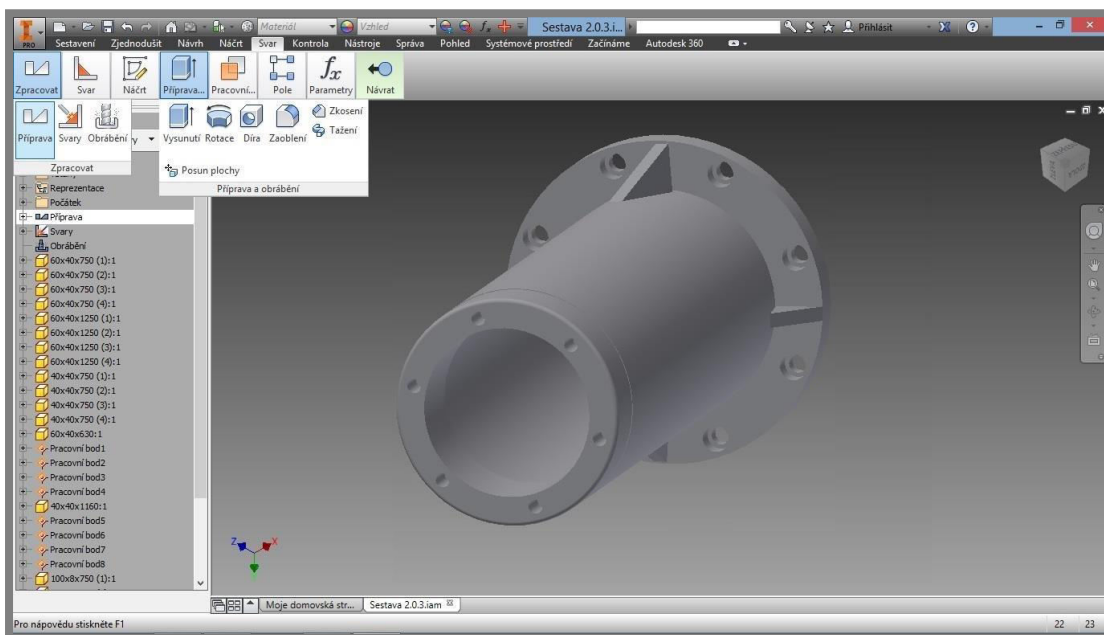 PRO
Materiál Vzhled Sestava 2.0.3.i... Přihlásit
Sestavení Zjednodušit Návrh Náčrt Svar Kontrola Nástroje Správa Pohled Systémové prostředí Začínáme Autodesk 360
Zpracovat Svar Náčrt Příprava... Pracovní... Pole Parametry Návrat
Příprava Svary Obrábění Vysunutí Rotace Díra Zaoblení Zkosení
Tažení
Posun plochy
Zpracovat
Příprava a obrábění
Reprezentace
Počátek
Příprava
Svary
Obrábění
60x40x750 (1):1
60x40x750 (2):1
60x40x750 (3):1
60x40x750 (4):1
60x40x1250 (1):1
60x40x1250 (2):1
60x40x1250 (3):1
60x40x1250 (4):1
40x40x750 (1):1
40x40x750 (2):1
40x40x750 (3):1
40x40x750 (4):1
60x40x630:1
Pracovní bod1
Pracovní bod2
Pracovní bod3
Pracovní bod4
40x40x1160:1
Pracovní bod5
Pracovní bod6
Pracovní bod7
Pracovní bod8
100x8x750 (1):1
Z X
Moje domovská str... Sestava 2.0.3.iam
Pro nápovědu stiskněte F1 22 23